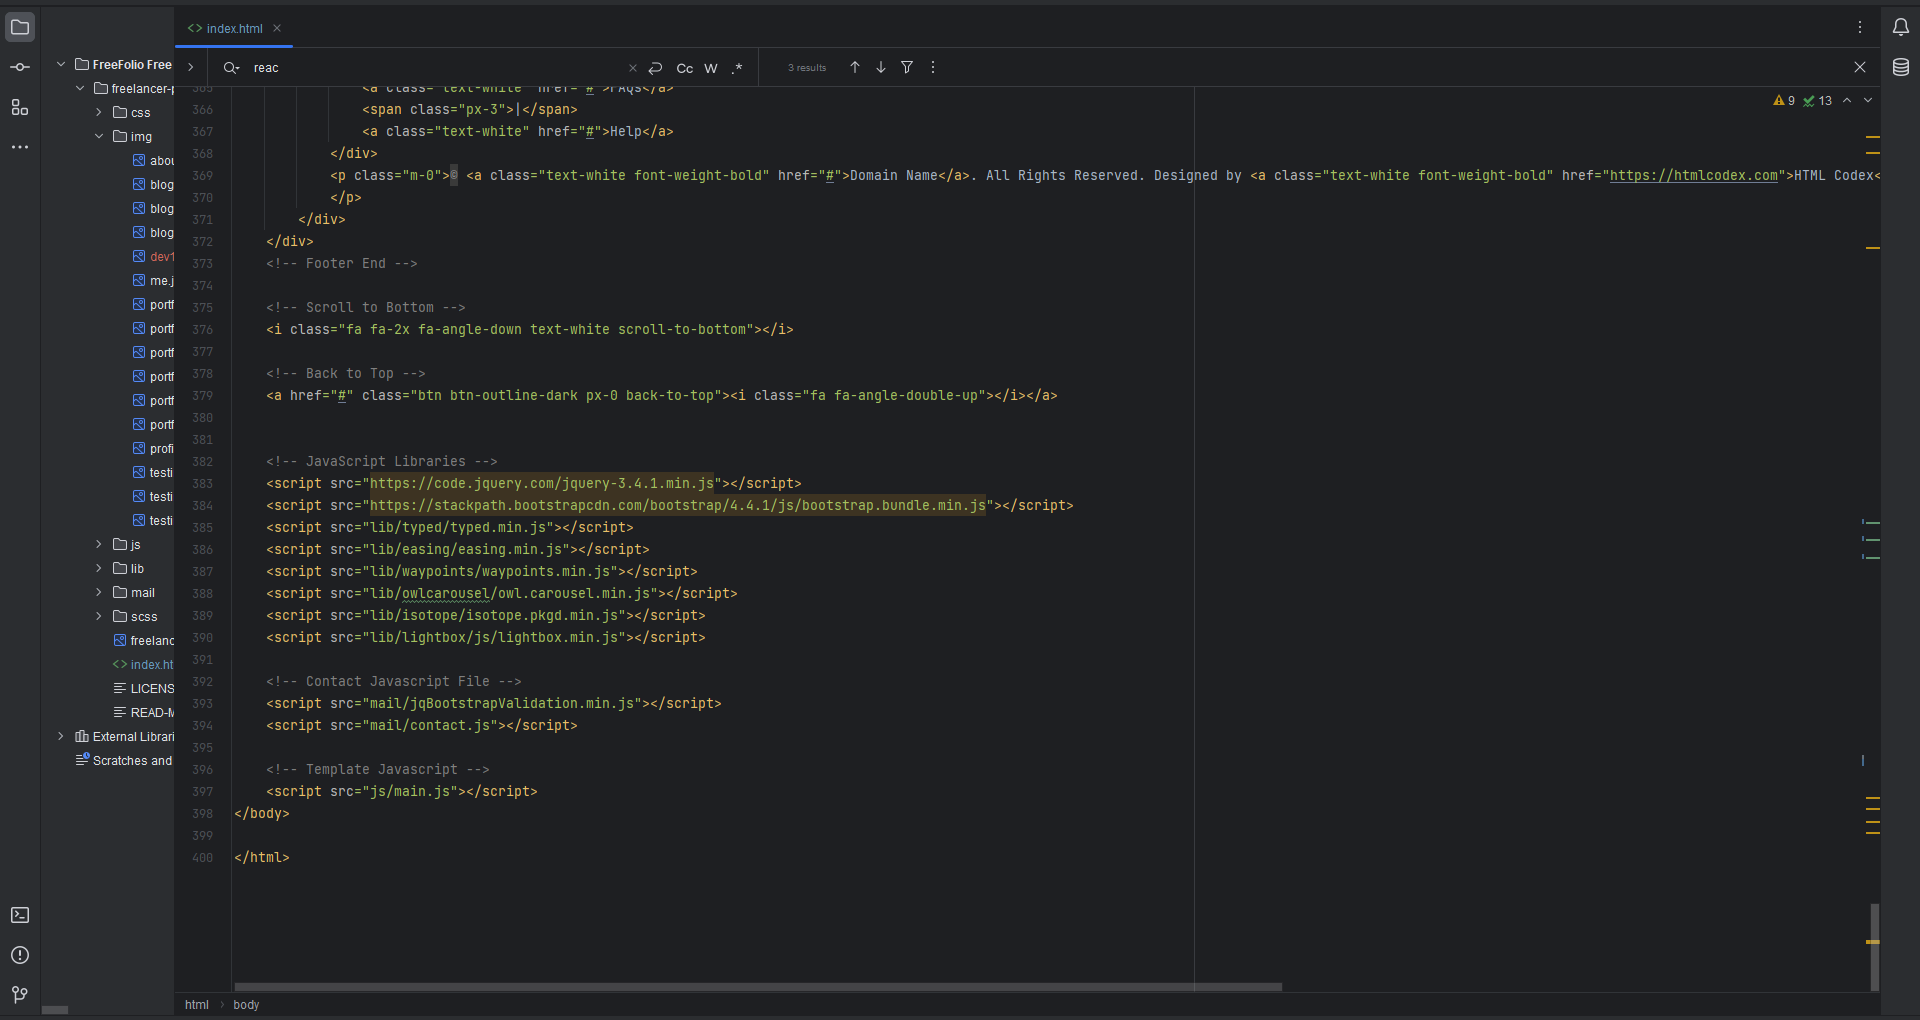 index.html
reac
Cc W .*
3 results
9 13
FreeFolio Free
freelancer-p
css
img
abou
blog
blog
blog
dev1
me.j
portf
portf
portf
portf
portf
portf
profi
testi
testi
testi
js
lib
mail
scss
freelanc
index.ht
LICENS
READ-M
External Librari
Scratches and
365 <a class="text-white" href="#">FAQs</a>
366 <span class="px-3">|</span>
367 <a class="text-white" href="#">Help</a>
368 </div>
369 <p class="m-0">© <a class="text-white font-weight-bold" href="#">Domain Name</a>. All Rights Reserved. Designed by <a class="text-white font-weight-bold" href="https://htmlcodex.com">HTML Codex<
370 </p>
371 </div>
372 </div>
373 <!-- Footer End -->
374
375 <!-- Scroll to Bottom -->
376 <i class="fa fa-2x fa-angle-down text-white scroll-to-bottom"></i>
377
378 <!-- Back to Top -->
379 <a href="#" class="btn btn-outline-dark px-0 back-to-top"><i class="fa fa-angle-double-up"></i></a>
380
381
382 <!-- JavaScript Libraries -->
383 <script src="https://code.jquery.com/jquery-3.4.1.min.js"></script>
384 <script src="https://stackpath.bootstrapcdn.com/bootstrap/4.4.1/js/bootstrap.bundle.min.js"></script>
385 <script src="lib/typed/typed.min.js"></script>
386 <script src="lib/easing/easing.min.js"></script>
387 <script src="lib/waypoints/waypoints.min.js"></script>
388 <script src="lib/owlcarousel/owl.carousel.min.js"></script>
389 <script src="lib/isotope/isotope.pkgd.min.js"></script>
390 <script src="lib/lightbox/js/lightbox.min.js"></script>
391
392 <!-- Contact Javascript File -->
393 <script src="mail/jqBootstrapValidation.min.js"></script>
394 <script src="mail/contact.js"></script>
395
396 <!-- Template Javascript -->
397 <script src="js/main.js"></script>
398 </body>
399
400 </html>
html › body